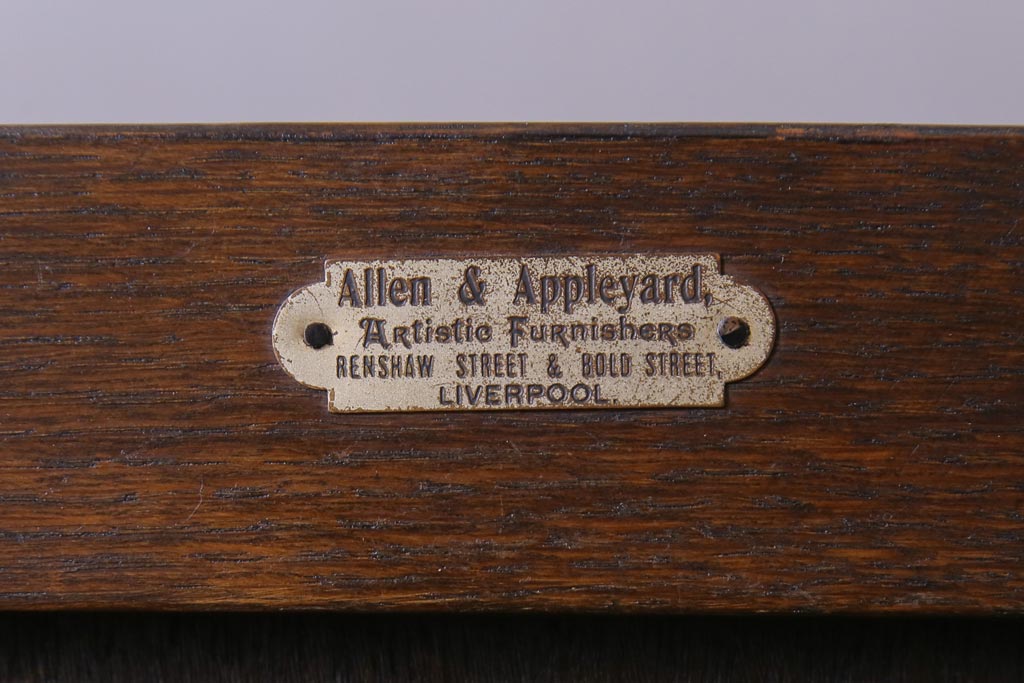 Allen & Appleyard,
Artistic Furnishers
RENSHAW STREET & BOLD STREET,
LIVERPOOL.